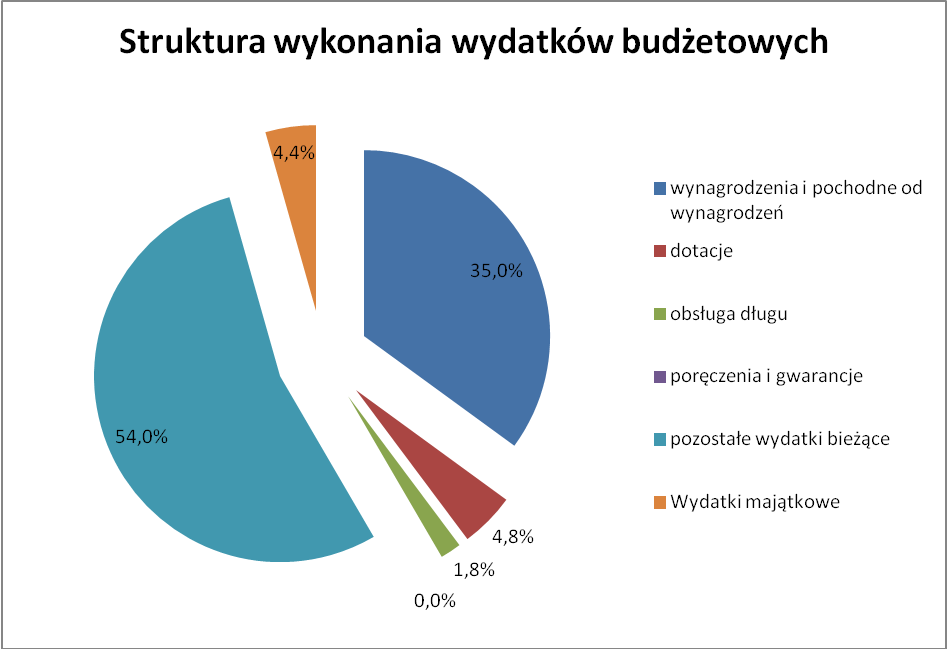 Struktura wykonania wydatków budżetowych
4,4%
35,0%
54,0%
4,8%
1,8%
0,0%
wynagrodzenia i pochodne od
wynagrodzeń
dotacje
obsługa długu
poręczenia i gwarancje
pozostałe wydatki bieżące
Wydatki majątkowe